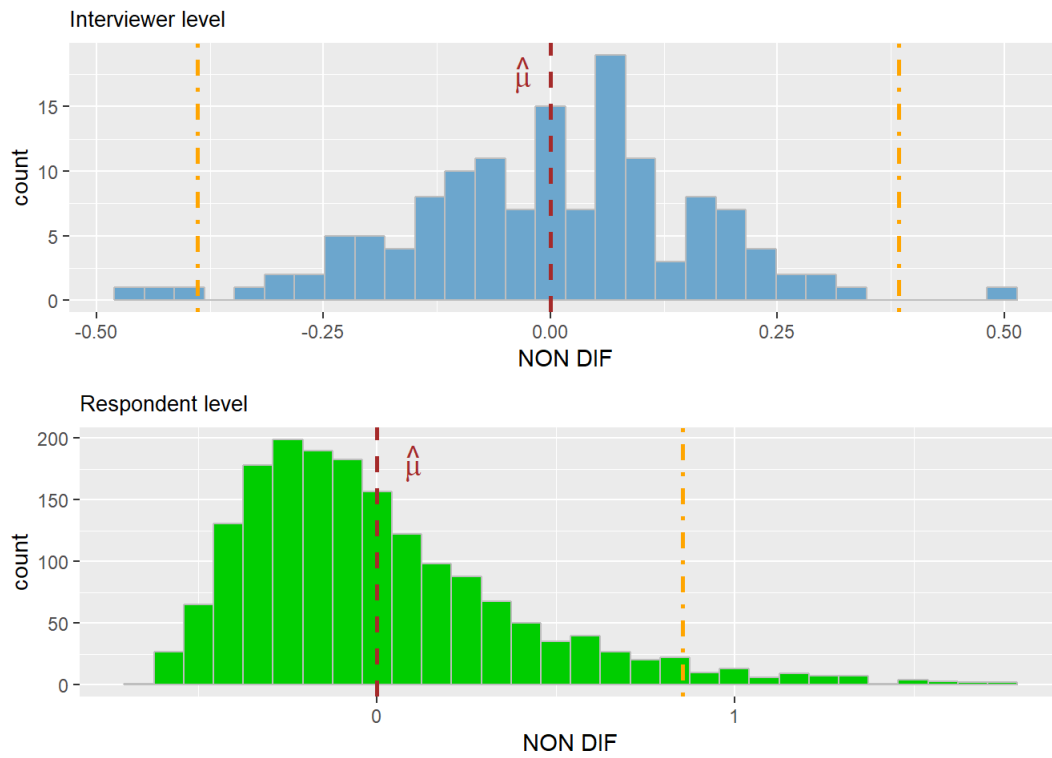 Interviewer level
μ̂
15
10
5
0
count
-0.50 -0.25 0.00 0.25 0.50
NON DIF
Respondent level
μ̂
200
150
100
50
0
count
0 1
NON DIF